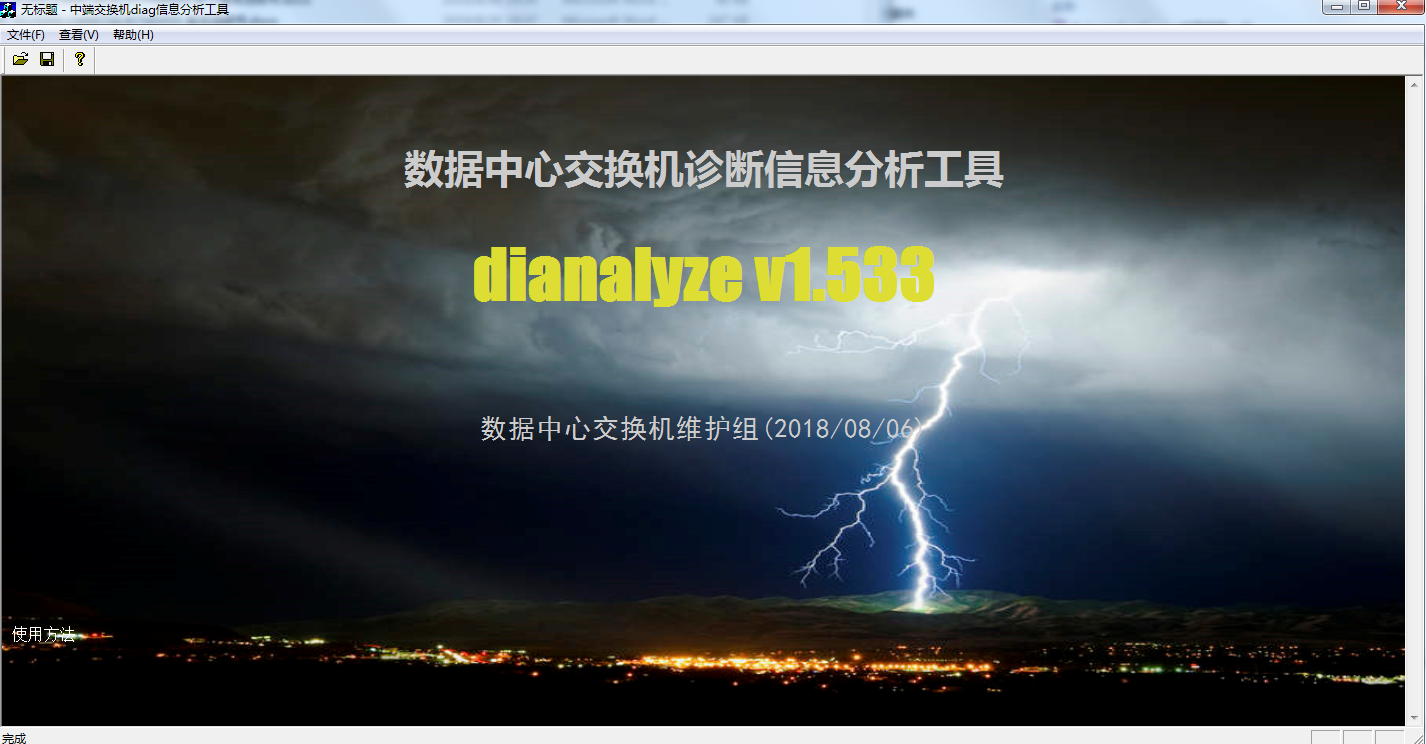 无标题 - 中端交换机diag信息分析工具
文件(F) 查看(V) 帮助(H)
数据中心交换机诊断信息分析工具
dianalyze v1.533
数据中心交换机维护组(2018/08/06)
使用方法
完成